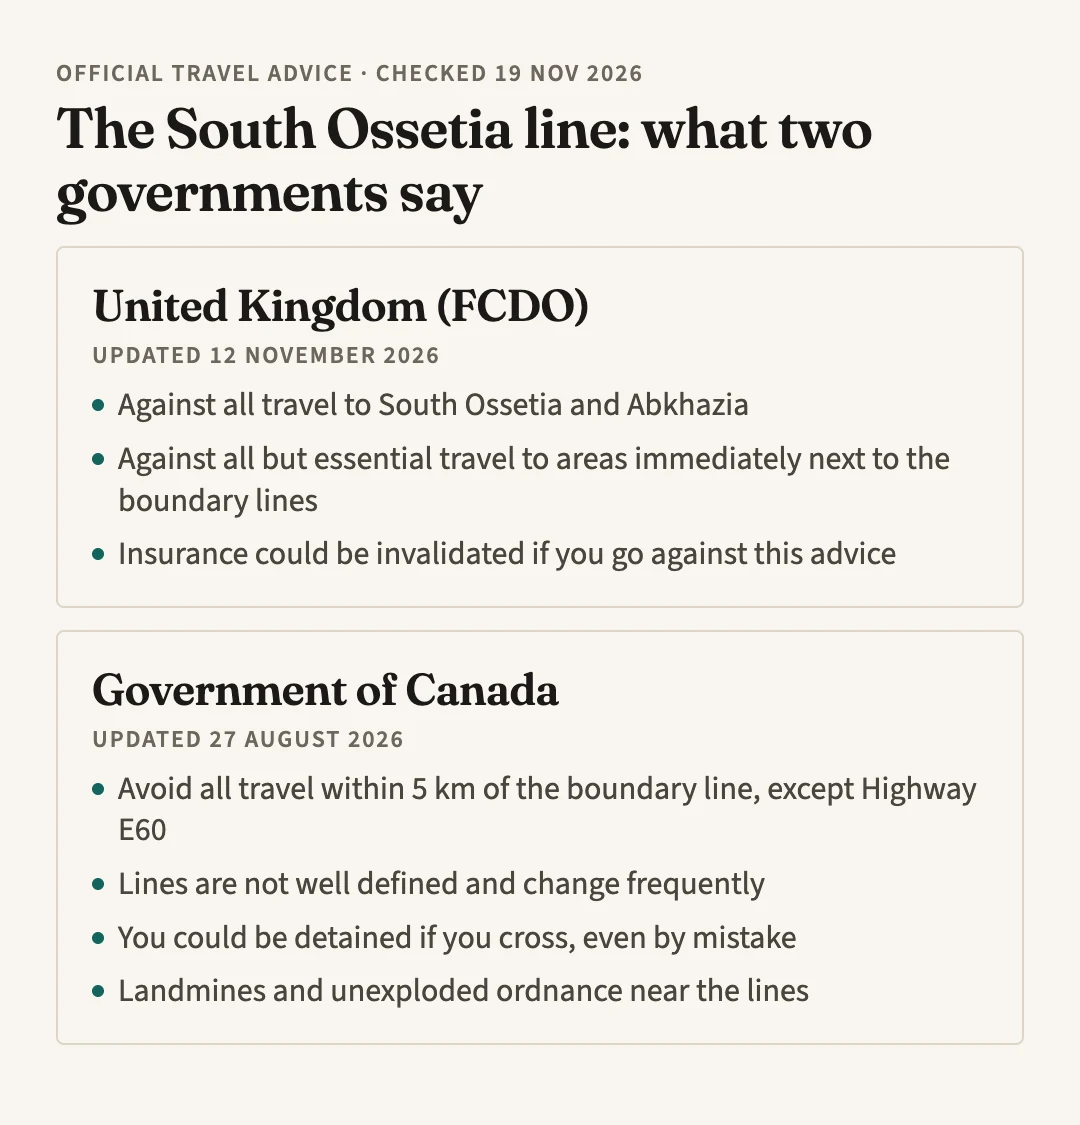 OFFICIAL TRAVEL ADVICE · CHECKED 19 NOV 2026
The South Ossetia line: what two
governments say
United Kingdom (FCDO)
UPDATED 12 NOVEMBER 2026
• Against all travel to South Ossetia and Abkhazia
• Against all but essential travel to areas immediately next to the
boundary lines
• Insurance could be invalidated if you go against this advice
Government of Canada
UPDATED 27 AUGUST 2026
• Avoid all travel within 5 km of the boundary line, except Highway
E60
• Lines are not well defined and change frequently
• You could be detained if you cross, even by mistake
• Landmines and unexploded ordnance near the lines